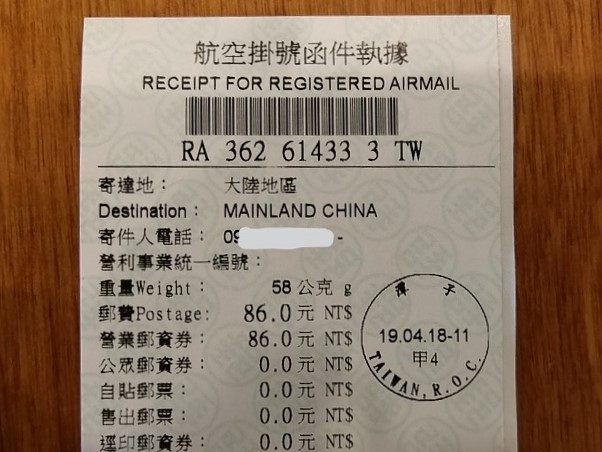 航空掛號函件執據
RECEIPT FOR REGISTERED AIRMAIL
RA 362 61433 3 TW
寄達地： 大陸地區
Destination： MAINLAND CHINA
寄件人電話： 09 -
營利事業統一編號：
重量Weight： 58 公克 g
郵費Postage: 86.0 元 NT$
營業郵資券： 86.0 元 NT$
公眾郵資券： 0.0 元 NT$
自貼郵票： 0.0 元 NT$
售出郵票： 0.0 元 NT$
逕印郵資券： 0.0 元 NT$
潭子
19.04.18-11
甲4
TAIWAN, R.O.C.